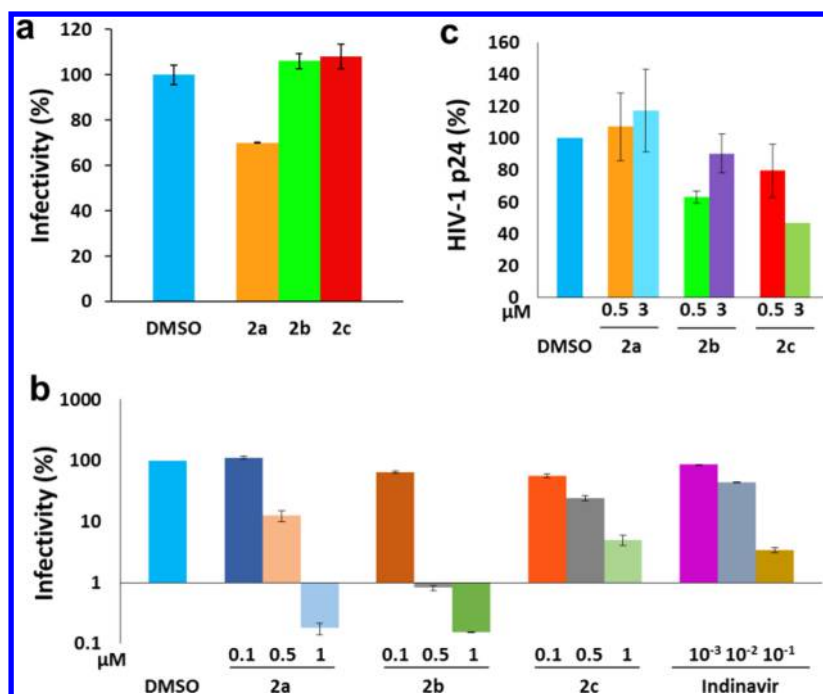 a
Infectivity (%)
120
100
80
60
40
20
0
DMSO 2a 2b 2c
c
HIV-1 p24 (%)
160
140
120
100
80
60
40
20
0
μM 0.5 3 0.5 3 0.5 3
DMSO 2a 2b 2c
b
Infectivity (%)
1000
100
10
1
0.1
μM 0.1 0.5 1 0.1 0.5 1 0.1 0.5 1 10⁻³ 10⁻² 10⁻¹
DMSO 2a 2b 2c Indinavir